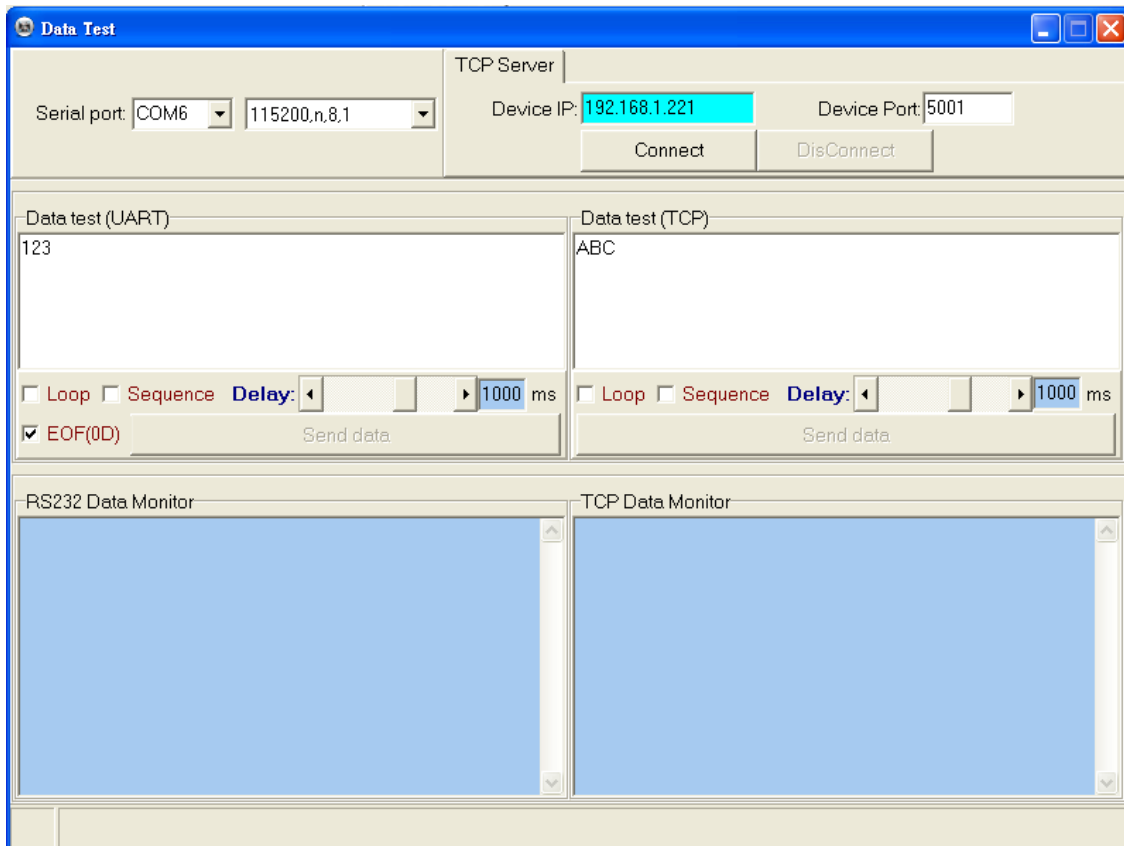 Data Test
TCP Server
Serial port: COM6 115200,n,8,1
Device IP: 192.168.1.221 Device Port: 5001
Connect DisConnect
Data test (UART) Data test (TCP)
123 ABC
Loop Sequence Delay: 1000 ms Loop Sequence Delay: 1000 ms
EOF(0D) Send data Send data
RS232 Data Monitor TCP Data Monitor